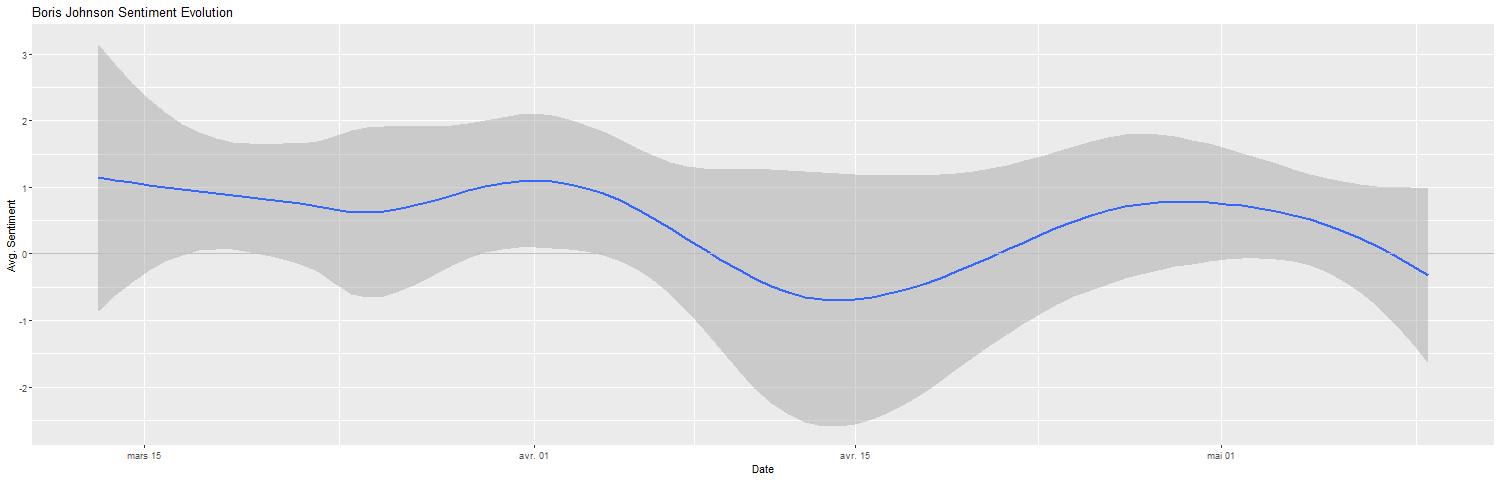 Boris Johnson Sentiment Evolution
3
2
1
0
-1
-2
Avg. Sentiment
mars 15
avr. 01
avr. 15
mai 01
Date